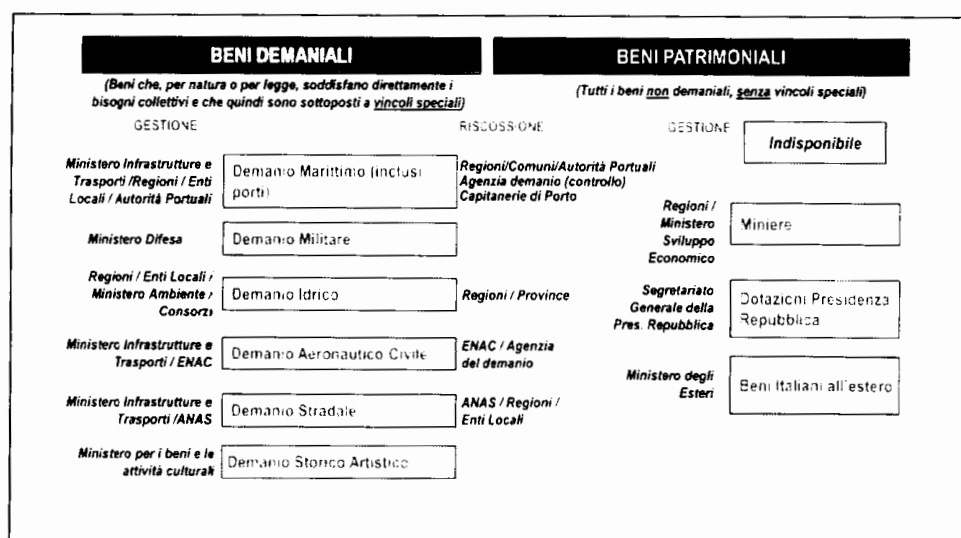 BENI DEMANIALI
(Beni che, per natura o per legge, soddisfano direttamente i
bisogni collettivi e che quindi sono sottoposti a vincoli speciali)
GESTIONE
RISCOSSIONE
Ministero Infrastrutture e
Trasporti /Regioni / Enti
Locali / Autorità Portuali
Demanio Marittimo (inclusi
porti)
Regioni/Comuni/Autorità Portuali
Agenzia demanio (controllo)
Capitanerie di Porto
Ministero Difesa
Demanio Militare
Regioni / Enti Locali /
Ministero Ambiente /
Consorzi
Demanio Idrico
Regioni / Province
Ministero Infrastrutture e
Trasporti / ENAC
Demanio Aeronautico Civile
ENAC / Agenzia
del demanio
Ministero Infrastrutture e
Trasporti /ANAS
Demanio Stradale
ANAS / Regioni /
Enti Locali
Ministero per i beni e le
attività culturali
Demanio Storico Artistico
BENI PATRIMONIALI
(Tutti i beni non demaniali, senza vincoli speciali)
GESTIONE
Indisponibile
Regioni /
Ministero
Sviluppo
Economico
Miniere
Segretariato
Generale della
Pres. Repubblica
Dotazioni Presidenza
Repubblica
Ministero degli
Esteri
Beni Italiani all'estero